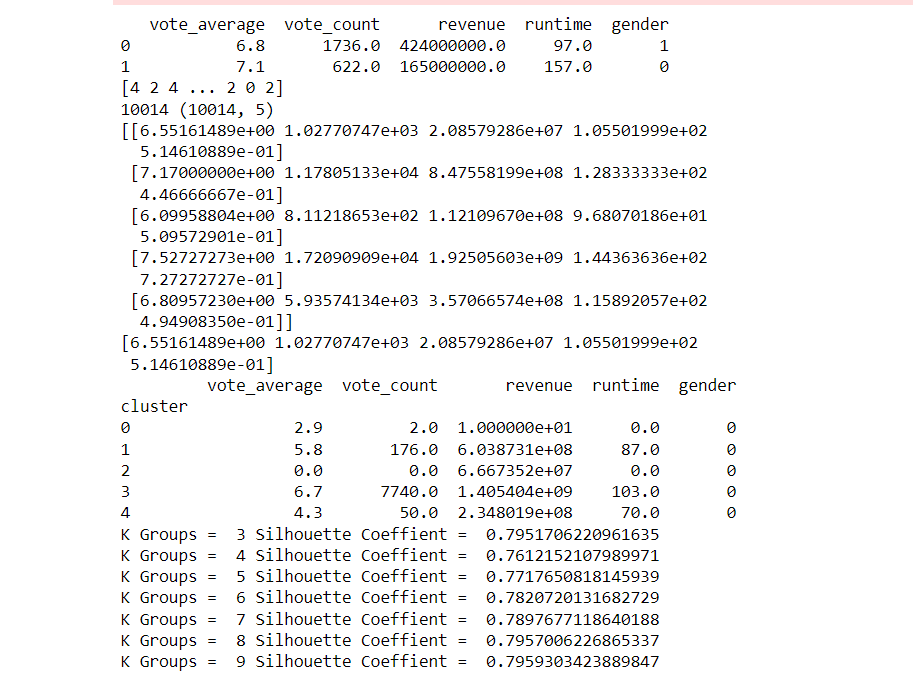 vote_average vote_count revenue runtime gender
0 6.8 1736.0 424000000.0 97.0 1
1 7.1 622.0 165000000.0 157.0 0
[4 2 4 ... 2 0 2]
10014 (10014, 5)
[[6.55161489e+00 1.02770747e+03 2.08579286e+07 1.05501999e+02
5.14610889e-01]
[7.17000000e+00 1.17805133e+04 8.47558199e+08 1.28333333e+02
4.46666667e-01]
[6.09958804e+00 8.11218653e+02 1.12109670e+08 9.68070186e+01
5.09572901e-01]
[7.52727273e+00 1.72090909e+04 1.92505603e+09 1.44363636e+02
7.27272727e-01]
[6.80957230e+00 5.93574134e+03 3.57066574e+08 1.15892057e+02
4.94908350e-01]]
[6.55161489e+00 1.02770747e+03 2.08579286e+07 1.05501999e+02
5.14610889e-01]
vote_average vote_count revenue runtime gender
cluster
0 2.9 2.0 1.000000e+01 0.0 0
1 5.8 176.0 6.038731e+08 87.0 0
2 0.0 0.0 6.667352e+07 0.0 0
3 6.7 7740.0 1.405404e+09 103.0 0
4 4.3 50.0 2.348019e+08 70.0 0
K Groups =  3 Silhouette Coeffient =  0.7951706220961635
K Groups =  4 Silhouette Coeffient =  0.7612152107989971
K Groups =  5 Silhouette Coeffient =  0.7717650818145939
K Groups =  6 Silhouette Coeffient =  0.7820720131682729
K Groups =  7 Silhouette Coeffient =  0.7897677118640188
K Groups =  8 Silhouette Coeffient =  0.7957006226865337
K Groups =  9 Silhouette Coeffient =  0.7959303423889847